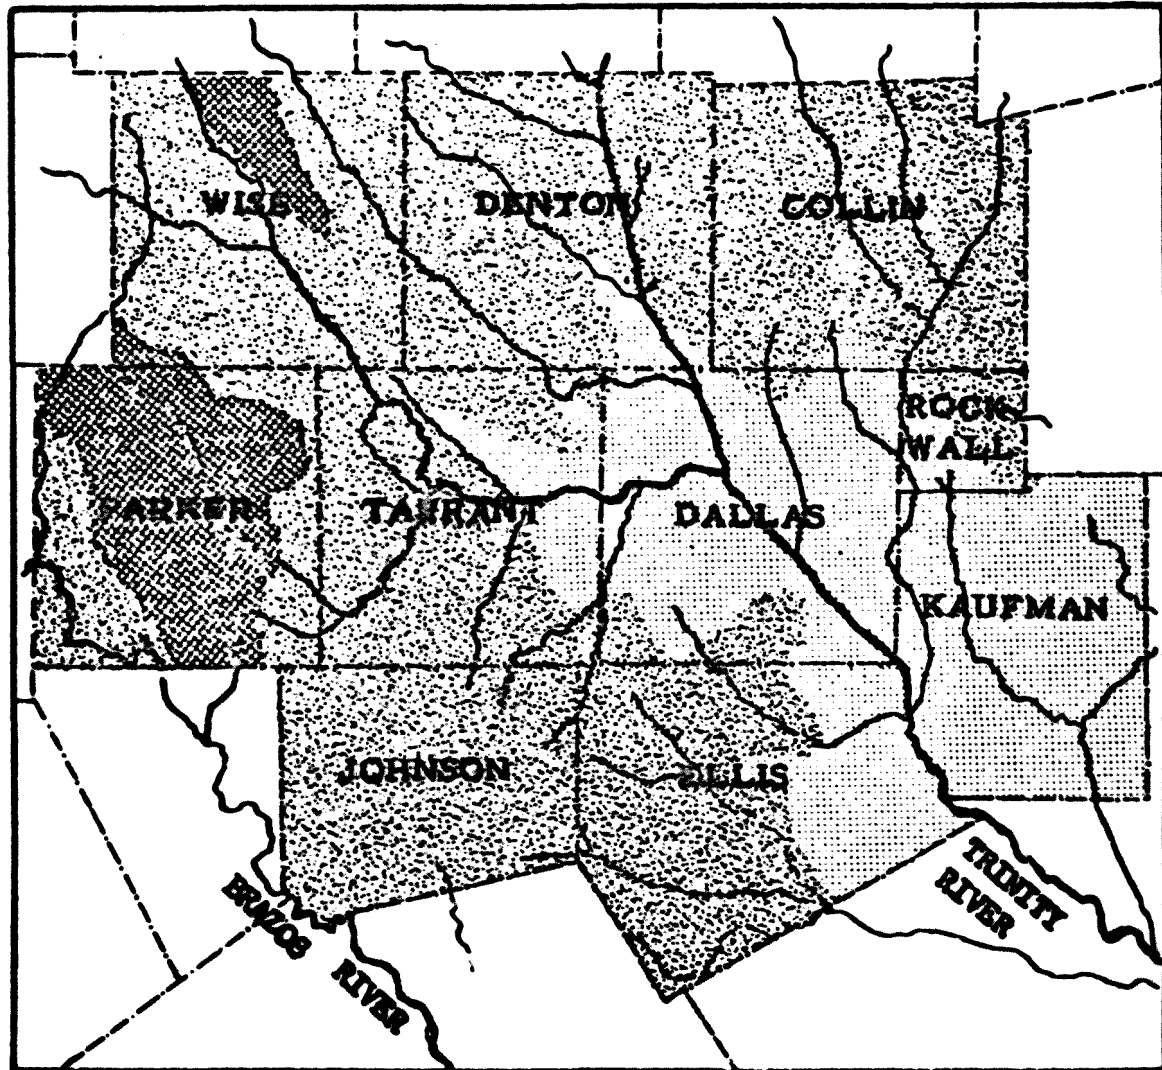 WISE
DENTON
COLLIN
ROCK
WALL
PARKER
TARRANT
DALLAS
KAUFMAN
JOHNSON
ELLIS
TRINITY
RIVER
BRAZOS
RIVER